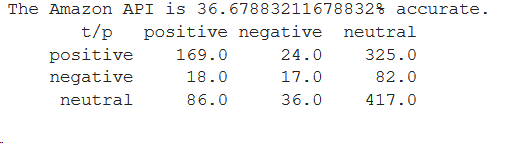 The Amazon API is 36.67883211678832% accurate.
t/p positive negative neutral
positive 169.0 24.0 325.0
negative 18.0 17.0 82.0
neutral 86.0 36.0 417.0